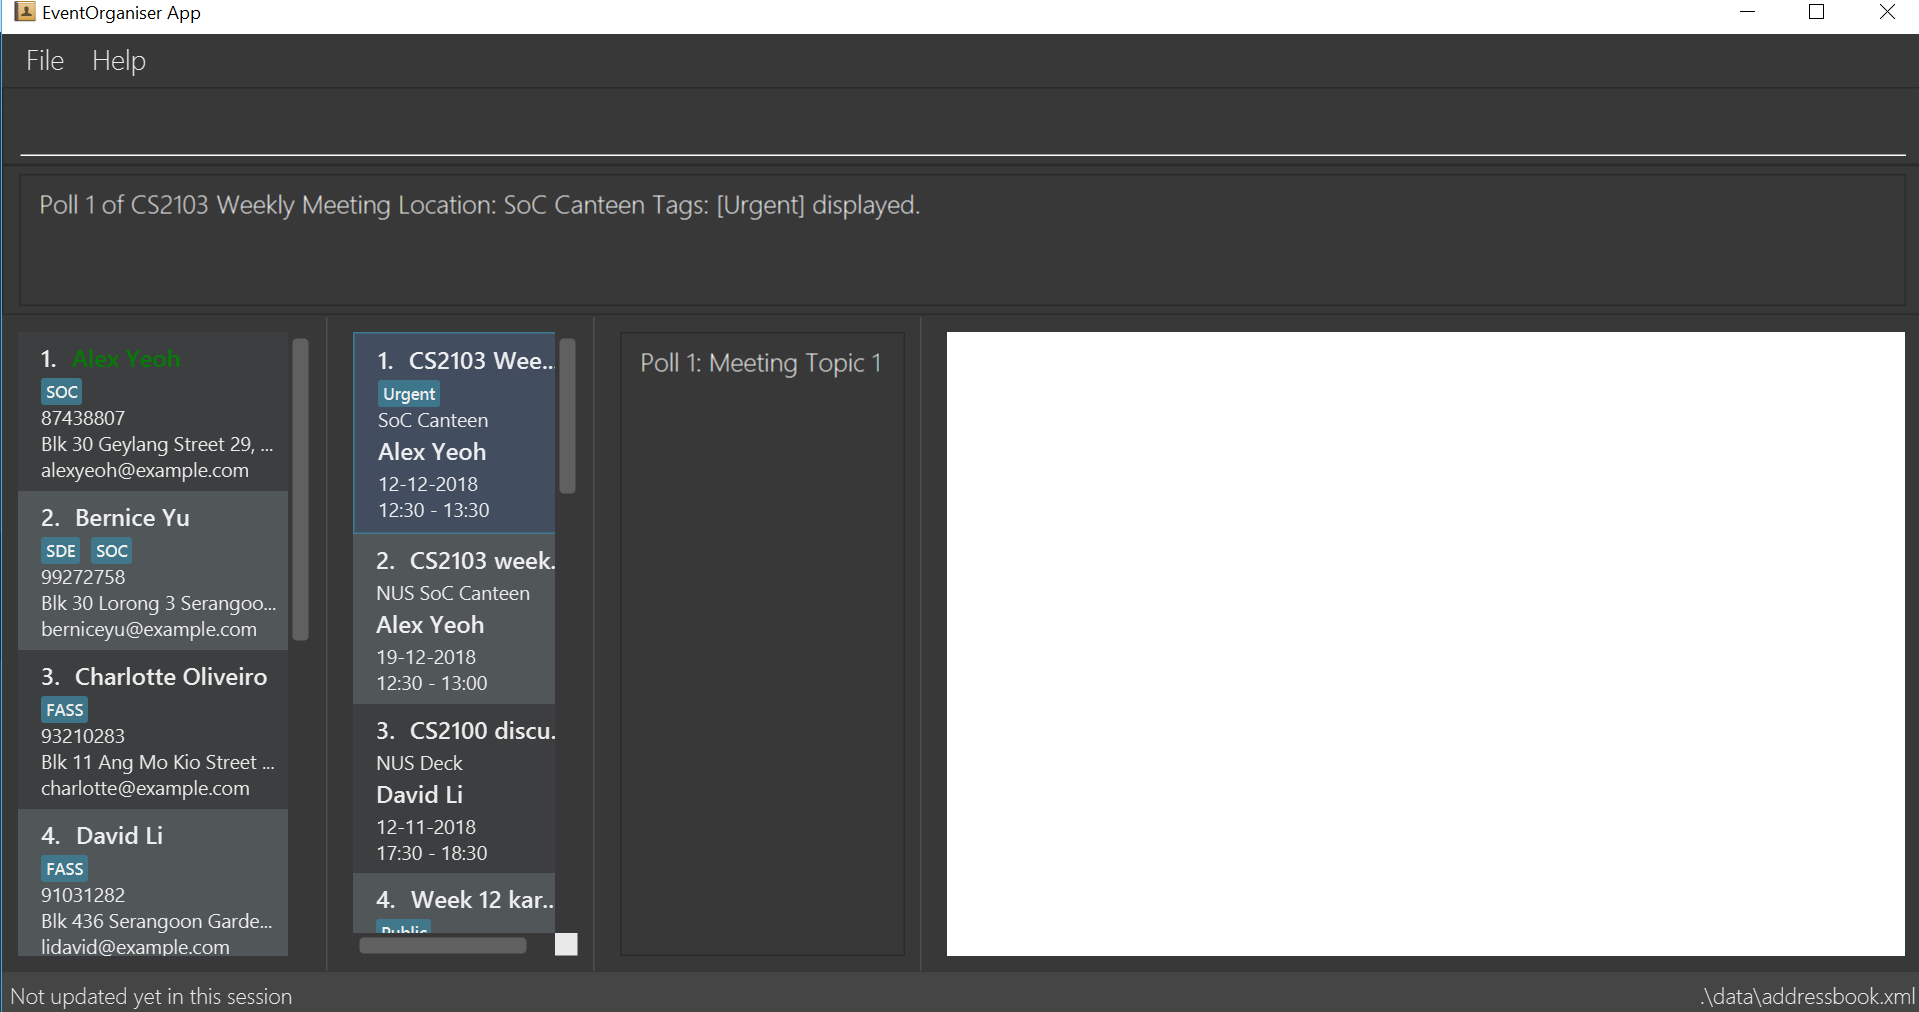 EventOrganiser App
File Help
Poll 1 of CS2103 Weekly Meeting Location: SoC Canteen Tags: [Urgent] displayed.
1. Alex Yeoh
SOC
87438807
Blk 30 Geylang Street 29, ...
alexyeoh@example.com
2. Bernice Yu
SDE SOC
99272758
Blk 30 Lorong 3 Serangoo...
berniceyu@example.com
3. Charlotte Oliveiro
FASS
93210283
Blk 11 Ang Mo Kio Street ...
charlotte@example.com
4. David Li
FASS
91031282
Blk 436 Serangoon Garde...
lidavid@example.com
1. CS2103 Wee...
Urgent
SoC Canteen
Alex Yeoh
12-12-2018
12:30 - 13:30
2. CS2103 week.
NUS SoC Canteen
Alex Yeoh
19-12-2018
12:30 - 13:00
3. CS2100 discu.
NUS Deck
David Li
12-11-2018
17:30 - 18:30
4. Week 12 kar...
Public
Poll 1: Meeting Topic 1
Not updated yet in this session
.\data\addressbook.xml